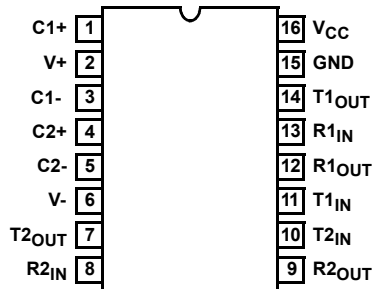 C1+ 1 16 VCC
V+ 2 15 GND
C1- 3 14 T1OUT
C2+ 4 13 R1IN
C2- 5 12 R1OUT
V- 6 11 T1IN
T2OUT 7 10 T2IN
R2IN 8 9 R2OUT